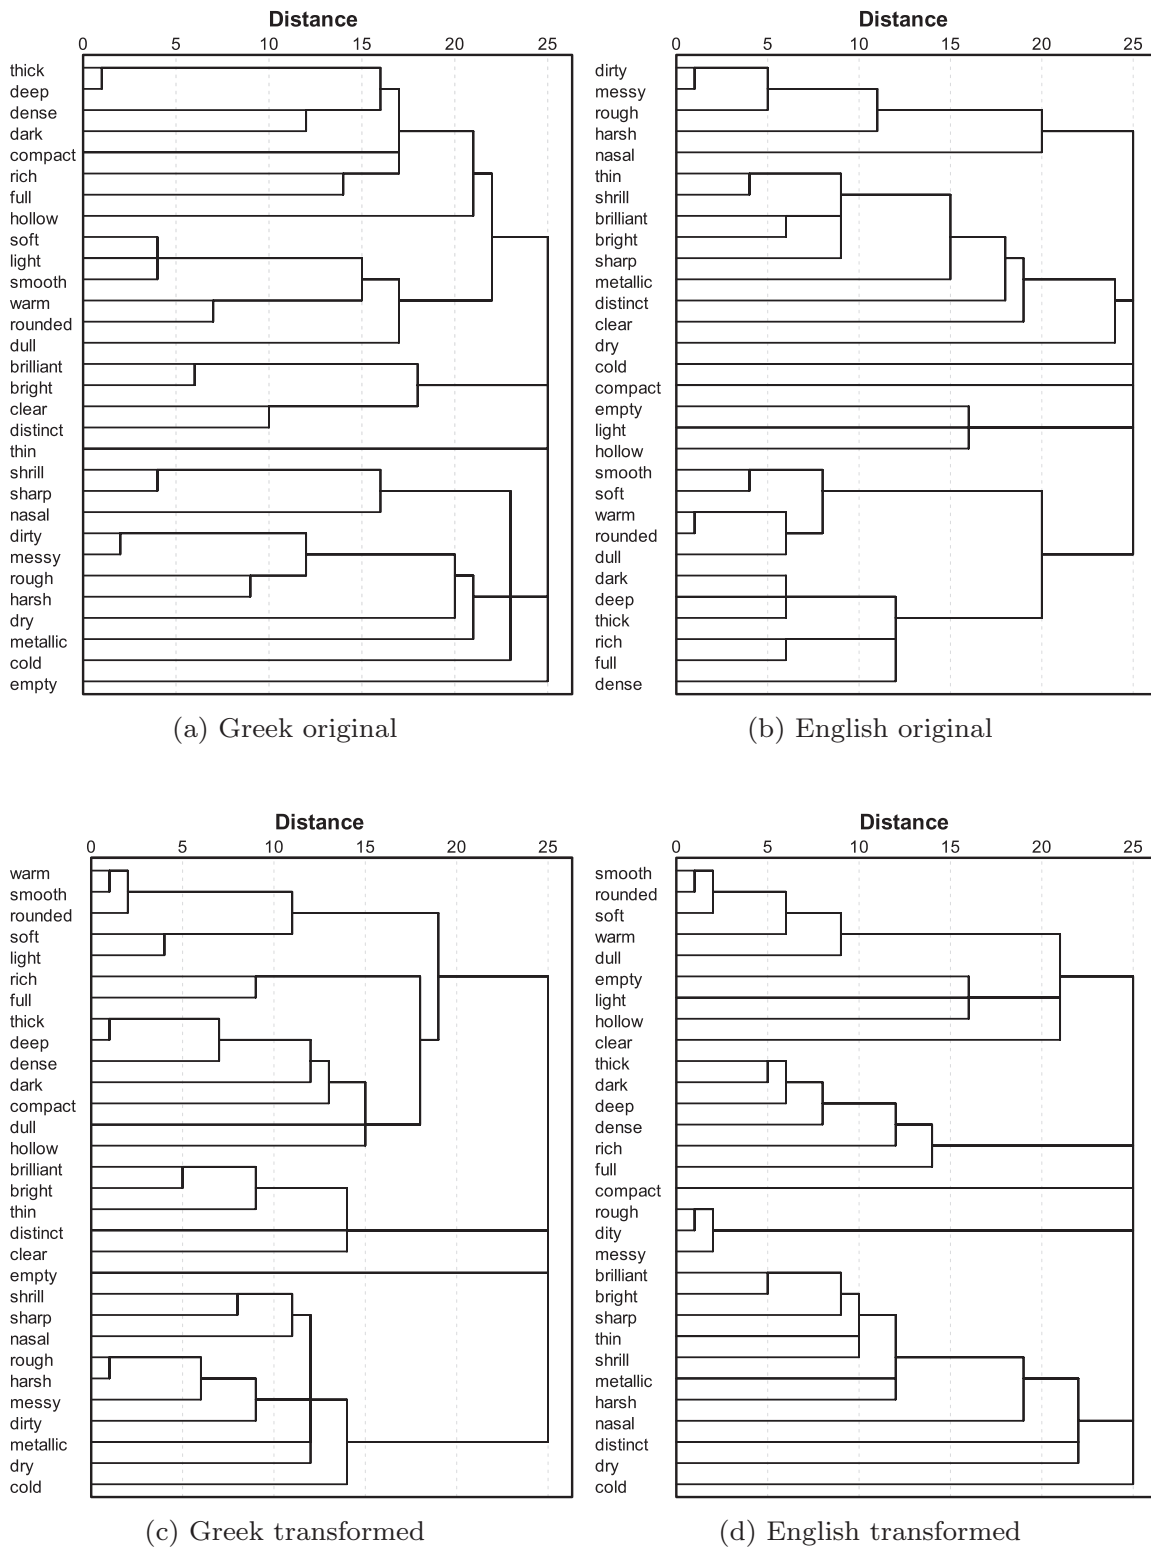 Distance
0 5 10 15 20 25
thick
deep
dense
dark
compact
rich
full
hollow
soft
light
smooth
warm
rounded
dull
brilliant
bright
clear
distinct
thin
shrill
sharp
nasal
dirty
messy
rough
harsh
dry
metallic
cold
empty
(a) Greek original
Distance
0 5 10 15 20 25
dirty
messy
rough
harsh
nasal
thin
shrill
brilliant
bright
sharp
metallic
distinct
clear
dry
cold
compact
empty
light
hollow
smooth
soft
warm
rounded
dull
dark
deep
thick
rich
full
dense
(b) English original
Distance
0 5 10 15 20 25
warm
smooth
rounded
soft
light
rich
full
thick
deep
dense
dark
compact
dull
hollow
brilliant
bright
thin
distinct
clear
empty
shrill
sharp
nasal
rough
harsh
messy
dirty
metallic
dry
cold
(c) Greek transformed
Distance
0 5 10 15 20 25
smooth
rounded
soft
warm
dull
empty
light
hollow
clear
thick
dark
deep
dense
rich
full
compact
rough
dity
messy
brilliant
bright
sharp
thin
shrill
metallic
harsh
nasal
distinct
dry
cold
(d) English transformed